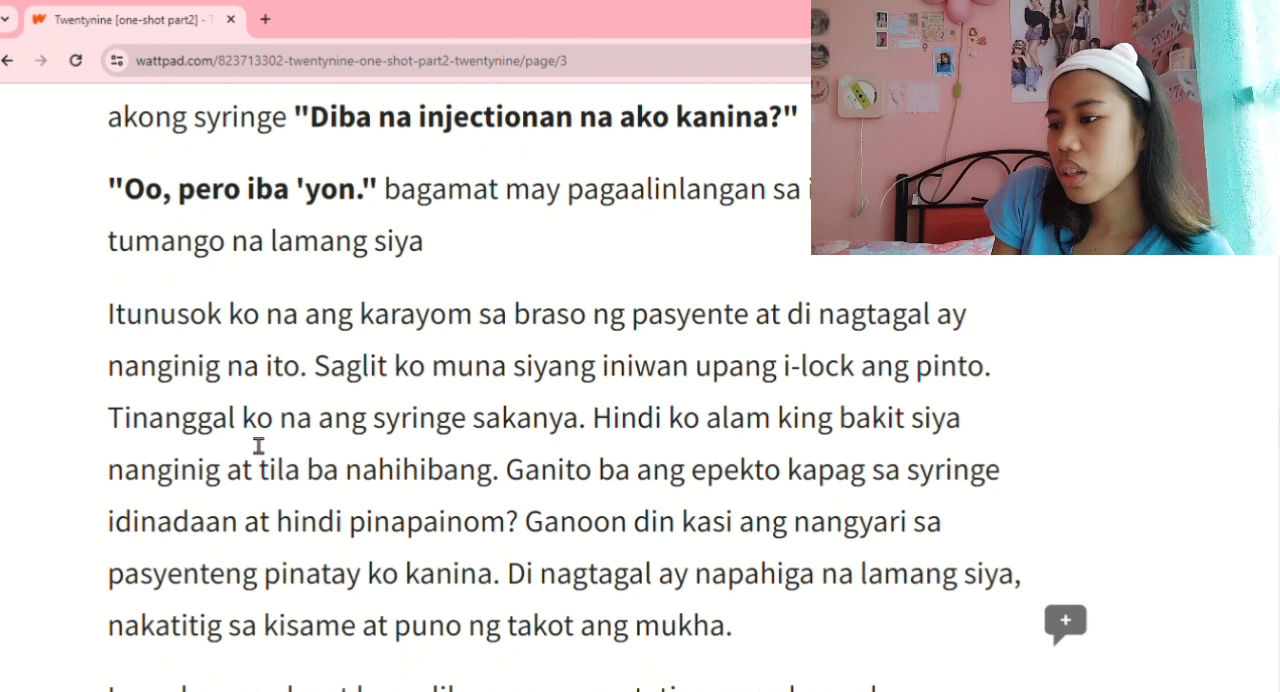 Twentynine [one-shot part2] - T
wattpad.com/823713302-twentynine-one-shot-part2-twentynine/page/3
akong syringe "Diba na injectionan na ako kanina?"
"Oo, pero iba 'yon." bagamat may pagaalinlangan sa
tumango na lamang siya
Itunusok ko na ang karayom sa braso ng pasyente at di nagtagal ay
nanginig na ito. Saglit ko muna siyang iniwan upang i-lock ang pinto.
Tinanggal ko na ang syringe sakanya. Hindi ko alam king bakit siya
nanginig at tila ba nahihibang. Ganito ba ang epekto kapag sa syringe
idinadaan at hindi pinapainom? Ganoon din kasi ang nangyari sa
pasyenteng pinatay ko kanina. Di nagtagal ay napahiga na lamang siya,
nakatitig sa kisame at puno ng takot ang mukha.